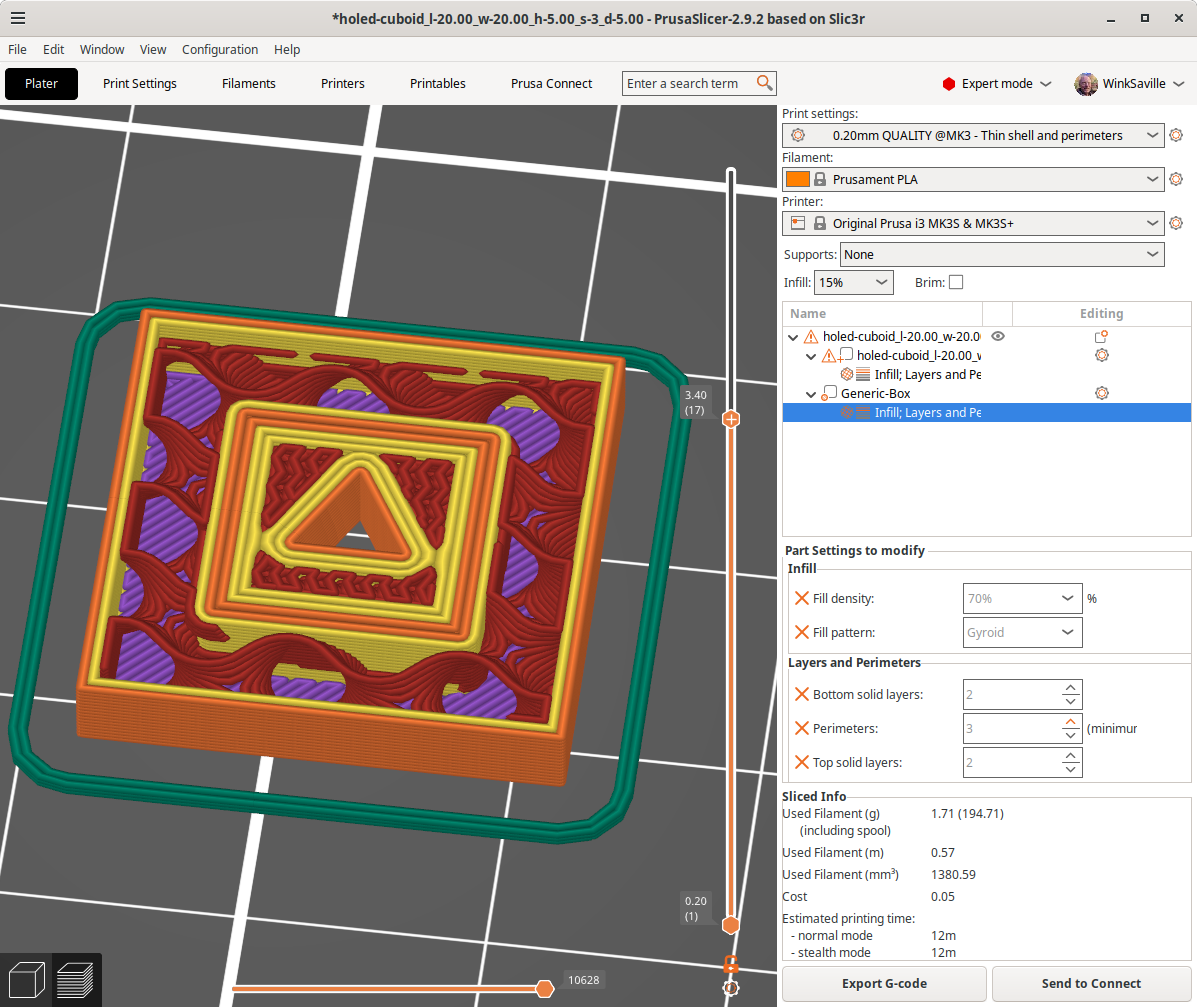 *holed-cuboid_l-20.00_w-20.00_h-5.00_s-3_d-5.00 - PrusaSlicer-2.9.2 based on Slic3r
File Edit Window View Configuration Help
Plater Print Settings Filaments Printers Printables Prusa Connect Enter a search term Expert mode WinkSaville
Print settings:
0.20mm QUALITY @MK3 - Thin shell and perimeters
Filament:
Prusament PLA
Printer:
Original Prusa i3 MK3S & MK3S+
Supports: None
Infill: 15% Brim:
Name Editing
holed-cuboid_l-20.00_w-20.0
holed-cuboid_l-20.00_w
Infill; Layers and Pe
Generic-Box
Infill; Layers and Pe
3.40
(17)
Part Settings to modify
Infill
Fill density: 70% %
Fill pattern: Gyroid
Layers and Perimeters
Bottom solid layers: 2
Perimeters: 3 (minimur
Top solid layers: 2
Sliced Info
Used Filament (g) 1.71 (194.71)
(including spool)
Used Filament (m) 0.57
Used Filament (mm³) 1380.59
Cost 0.05
Estimated printing time:
- normal mode 12m
- stealth mode 12m
0.20
(1)
10628
Export G-code Send to Connect